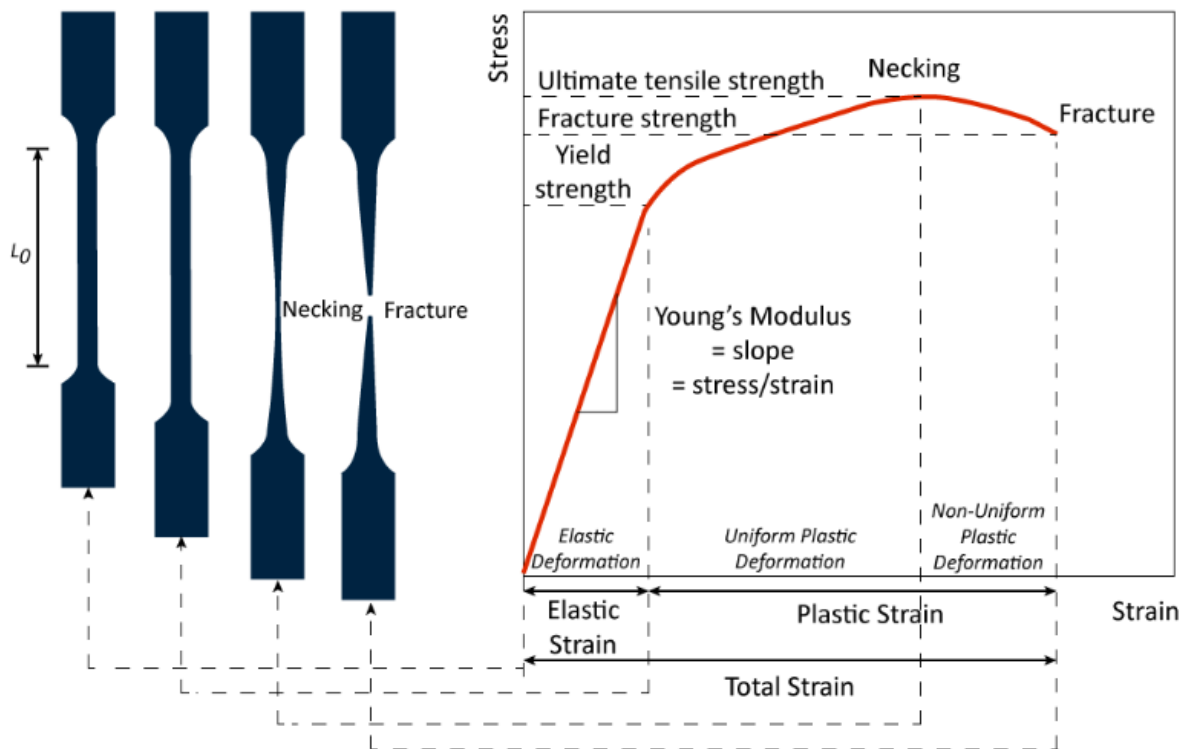 Stress
Ultimate tensile strength
Necking
Fracture strength
Fracture
Yield
strength
L0
Necking
Fracture
Young's Modulus
= slope
= stress/strain
Elastic
Deformation
Uniform Plastic
Deformation
Non-Uniform
Plastic
Deformation
Elastic
Strain
Plastic Strain
Strain
Total Strain